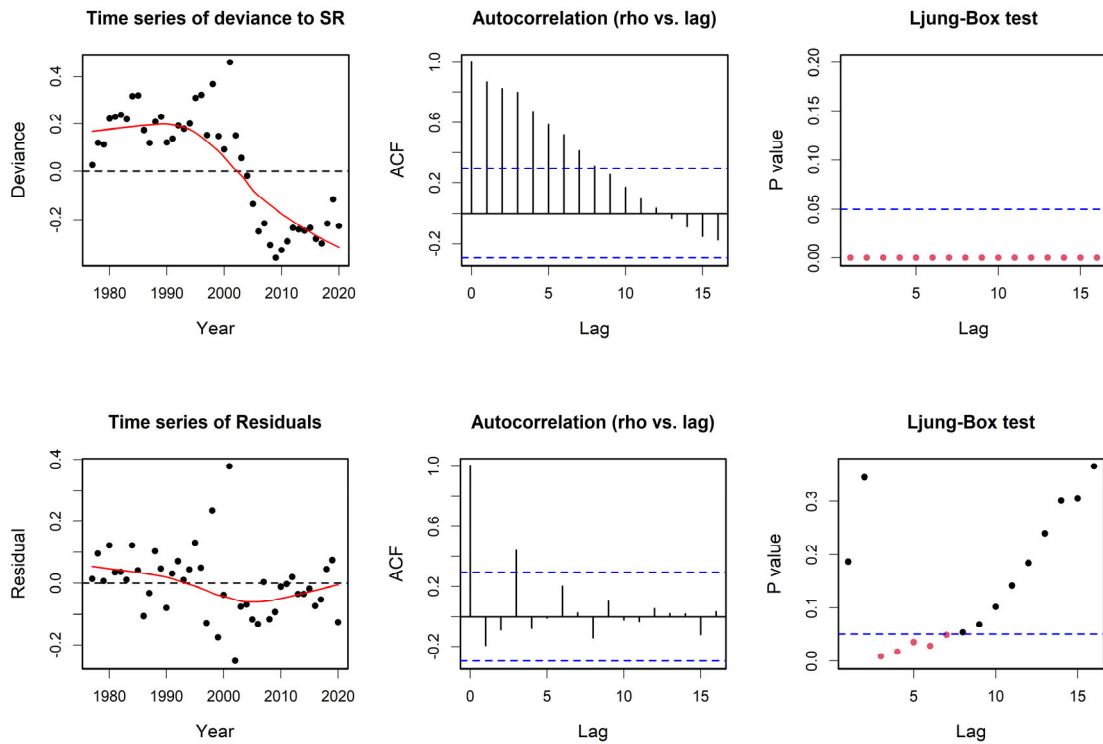 Time series of deviance to SR
Autocorrelation (rho vs. lag)
Ljung-Box test
Deviance
0.4
0.2
0.0
-0.2
1980 1990 2000 2010 2020
Year
ACF
1.0
0.6
0.2
-0.2
0 5 10 15
Lag
P value
0.20
0.15
0.10
0.05
0.00
5 10 15
Lag
Time series of Residuals
Autocorrelation (rho vs. lag)
Ljung-Box test
Residual
0.4
0.2
0.0
-0.2
1980 1990 2000 2010 2020
Year
ACF
1.0
0.6
0.2
-0.2
0 5 10 15
Lag
P value
0.3
0.2
0.1
0.0
5 10 15
Lag